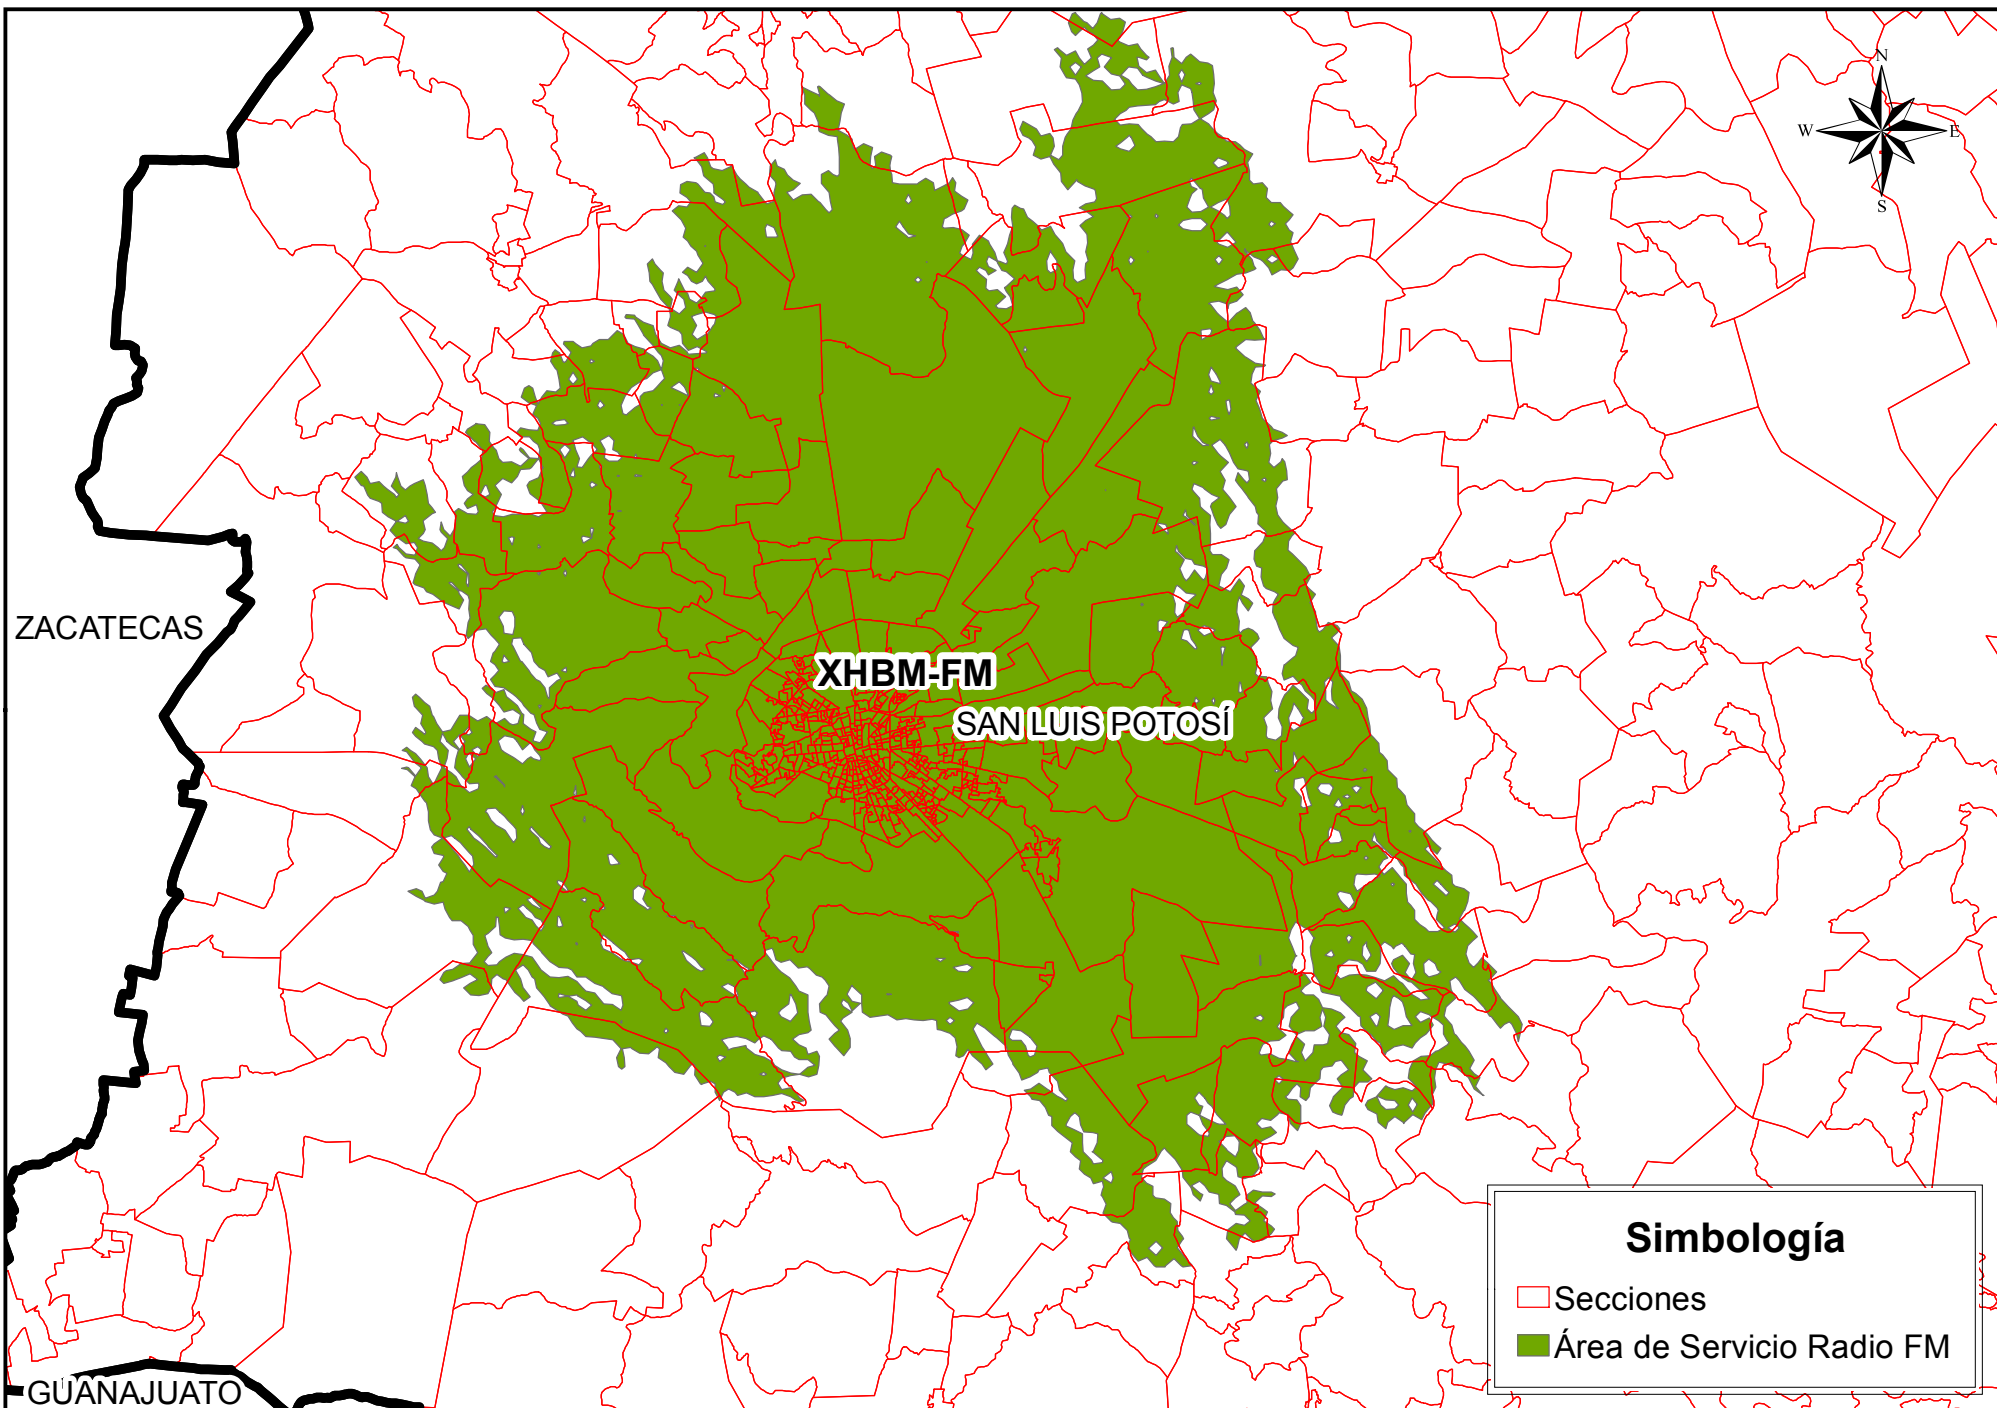 N
W E
S
ZACATECAS
XHBM-FM
SAN LUIS POTOSÍ
Simbología
Secciones
Área de Servicio Radio FM
GUANAJUATO